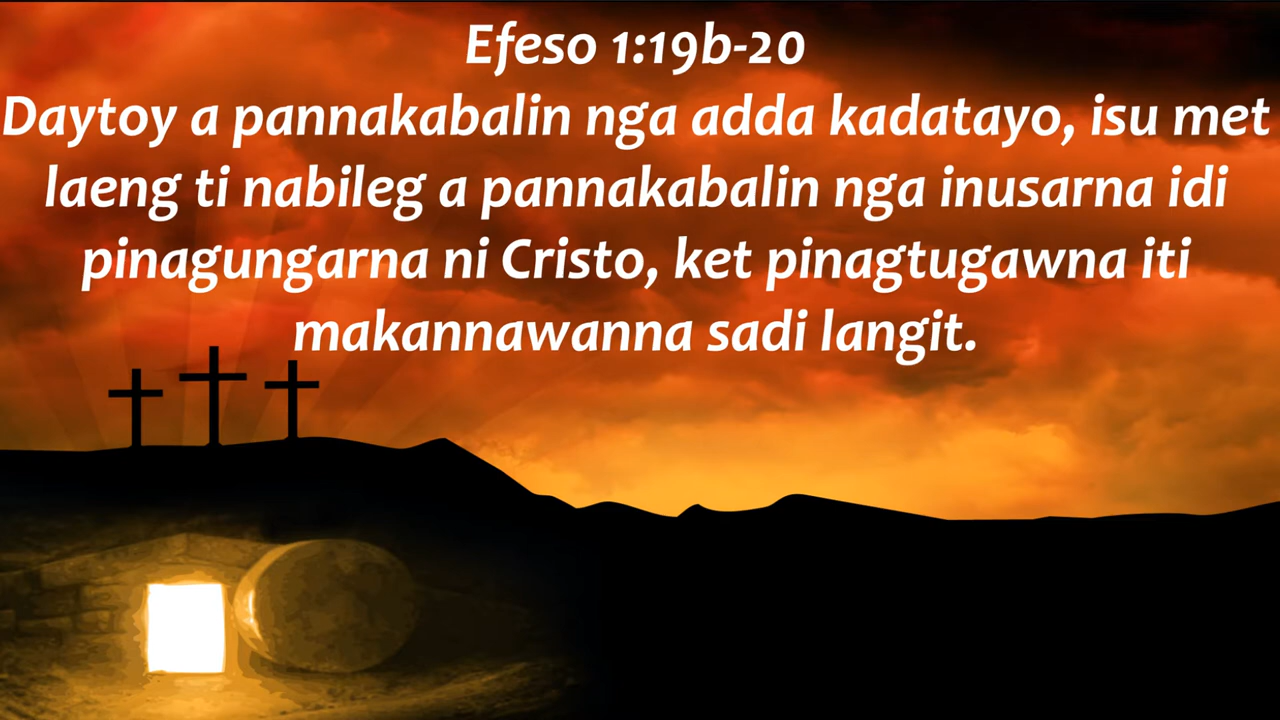 Efeso 1:19b-20
Daytoy a pannakabalin nga adda kadatayo, isu met
laeng ti nabileg a pannakabalin nga inusarna idi
pinagungarna ni Cristo, ket pinagtugawna iti
makannawanna sadi langit.